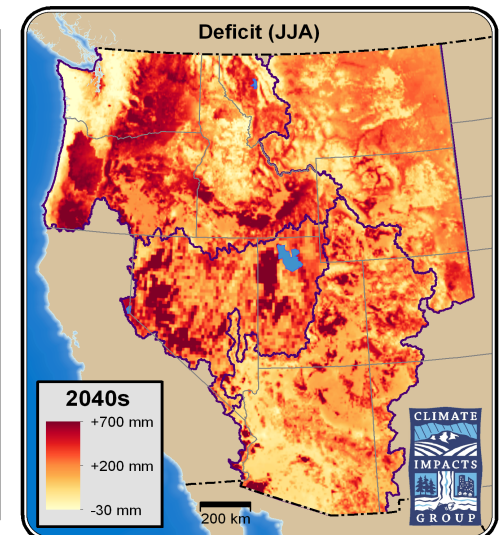 Deficit (JJA)
2040s
+700 mm
+200 mm
-30 mm
200 km
CLIMATE
IMPACTS
GROUP